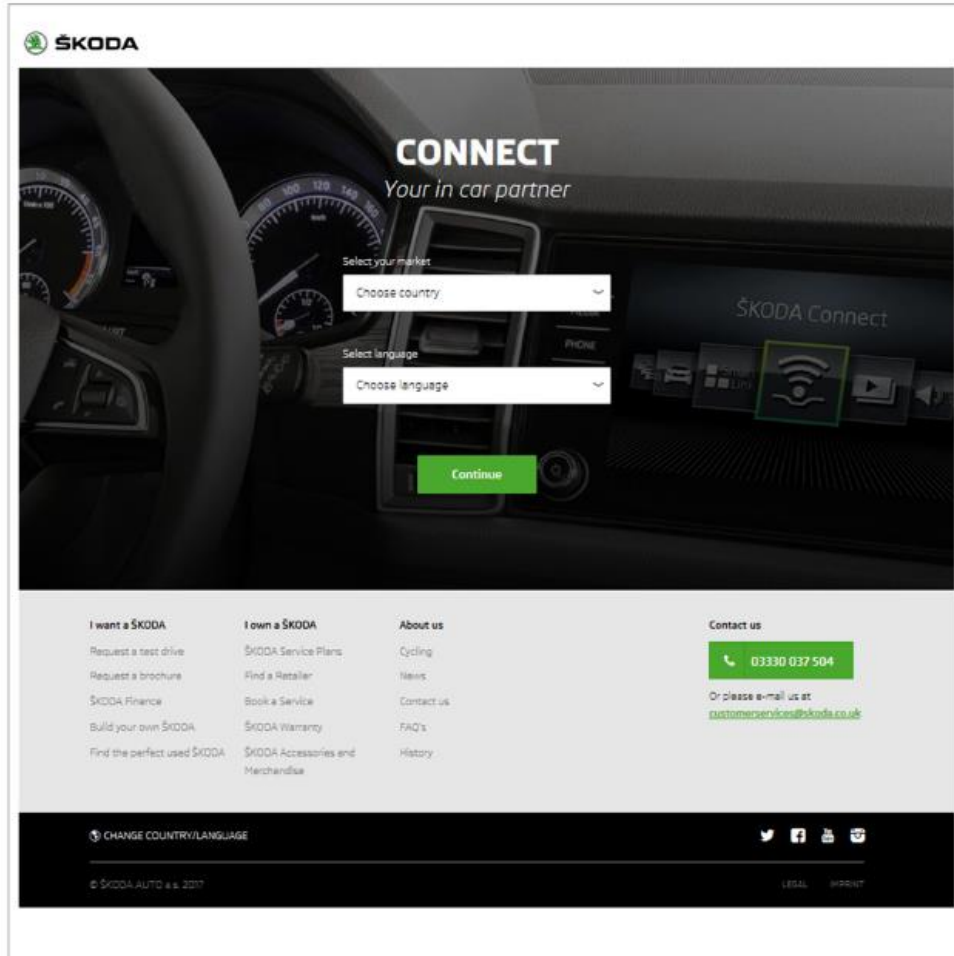 ŠKODA
CONNECT
Your in car partner
Select your market
Choose country
ŠKODA Connect
PHONE
Select language
Choose language
Smart
Link
Continue
I want a ŠKODA
Request a test drive
Request a brochure
ŠKODA Finance
Build your own ŠKODA
Find the perfect used ŠKODA
I own a ŠKODA
ŠKODA Service Plans
Find a Retailer
Book a Service
ŠKODA Warranty
ŠKODA Accessories and
Merchandise
About us
Cycling
News
Contact us
FAQ's
History
Contact us
03330 037 504
Or please e-mail us at
customerservices@skoda.co.uk
CHANGE COUNTRY/LANGUAGE
© ŠKODA AUTO a.s. 2017
LEGAL IMPRINT